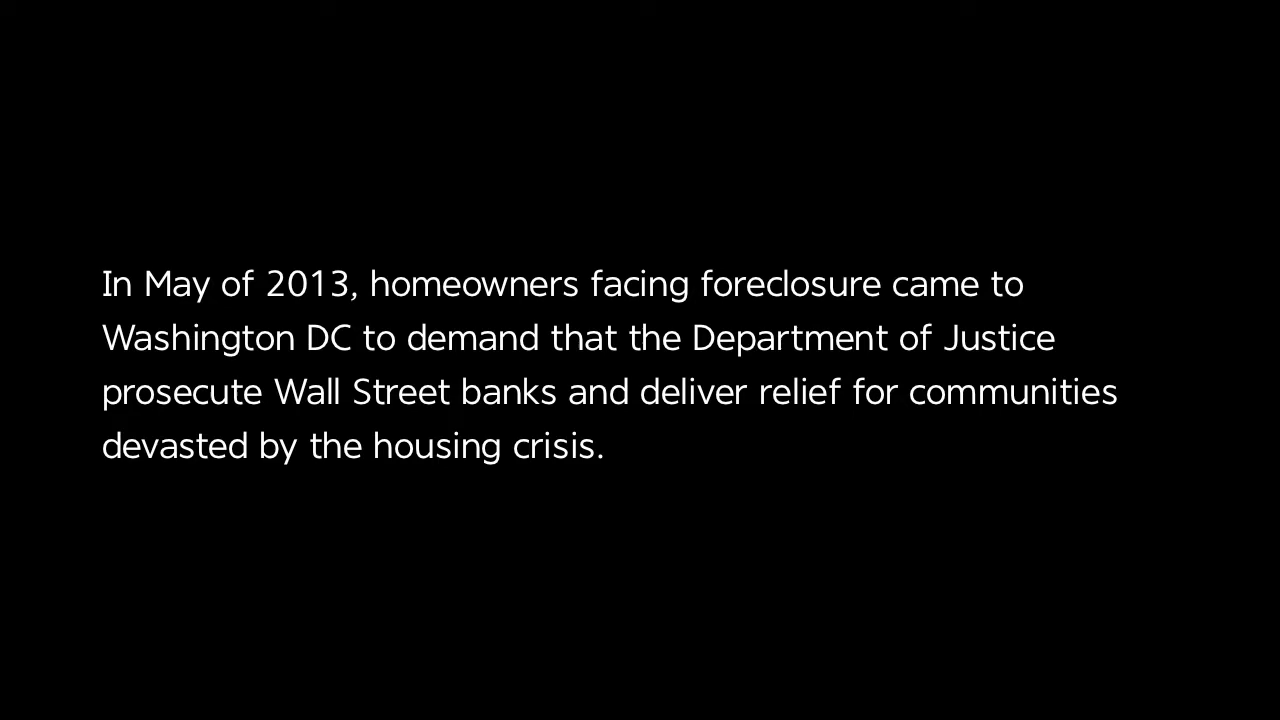 In May of 2013, homeowners facing foreclosure came to
Washington DC to demand that the Department of Justice
prosecute Wall Street banks and deliver relief for communities
devasted by the housing crisis.